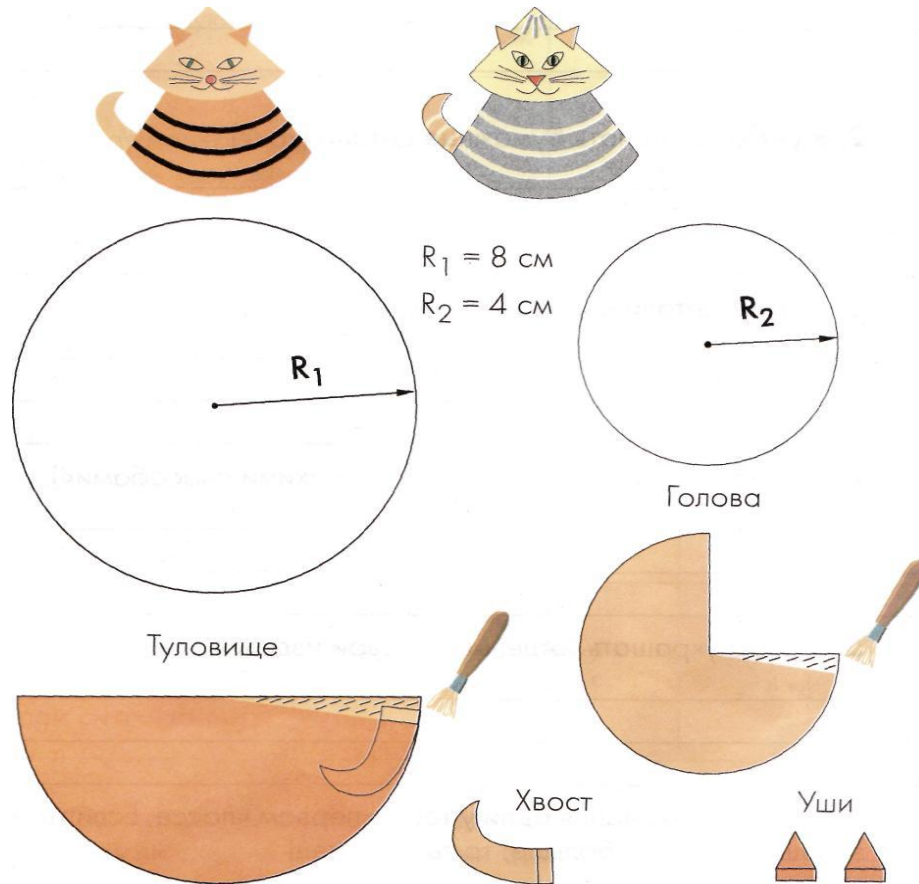 R₁ = 8 см
R₂ = 4 см
R₁
R₂
Голова
Туловище
Хвост
Уши